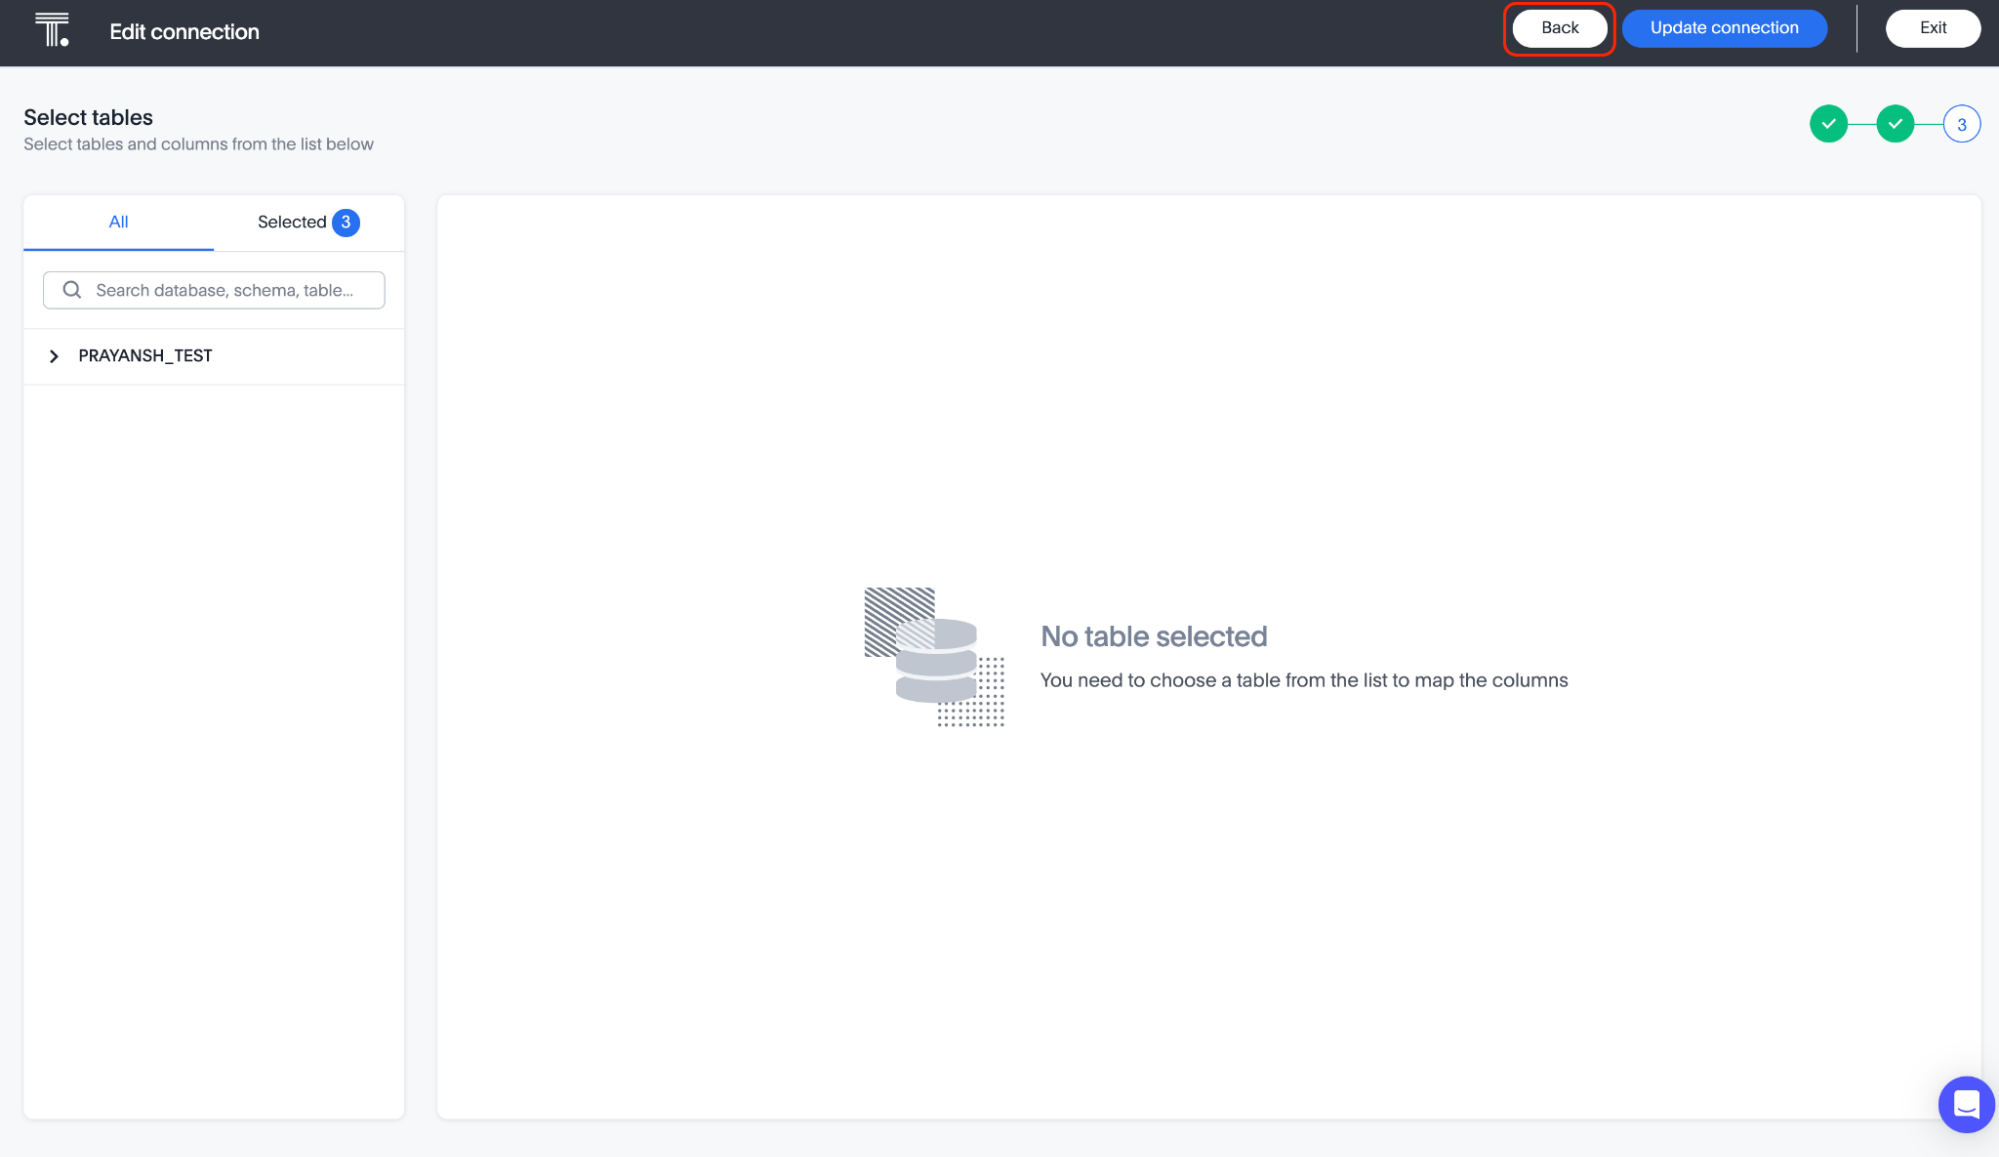 T. Edit connection
Back
Update connection
Exit
Select tables
Select tables and columns from the list below
3
All
Selected 3
Search database, schema, table...
PRAYANSH_TEST
No table selected
You need to choose a table from the list to map the columns